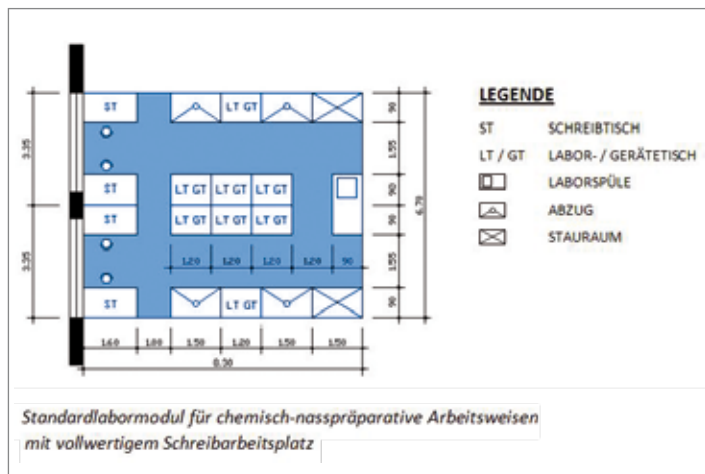 ST LT GT
ST LT GT LT GT LT GT
ST LT GT LT GT LT GT
1.20 1.20 1.20 1.20 90
ST LT GT
1.60 1.00 1.50 1.20 1.50 1.50
3.35
3.35
90
1.55
90
90
1.55
90
6.70
LEGENDE
ST SCHREIBTISCH
LT / GT LABOR- / GERÄTETISCH
LABORSPÜLE
ABZUG
STAURAUM
Standardlabormodul für chemisch-nasspräparative Arbeitsweisen
mit vollwertigem Schreibarbeitsplatz